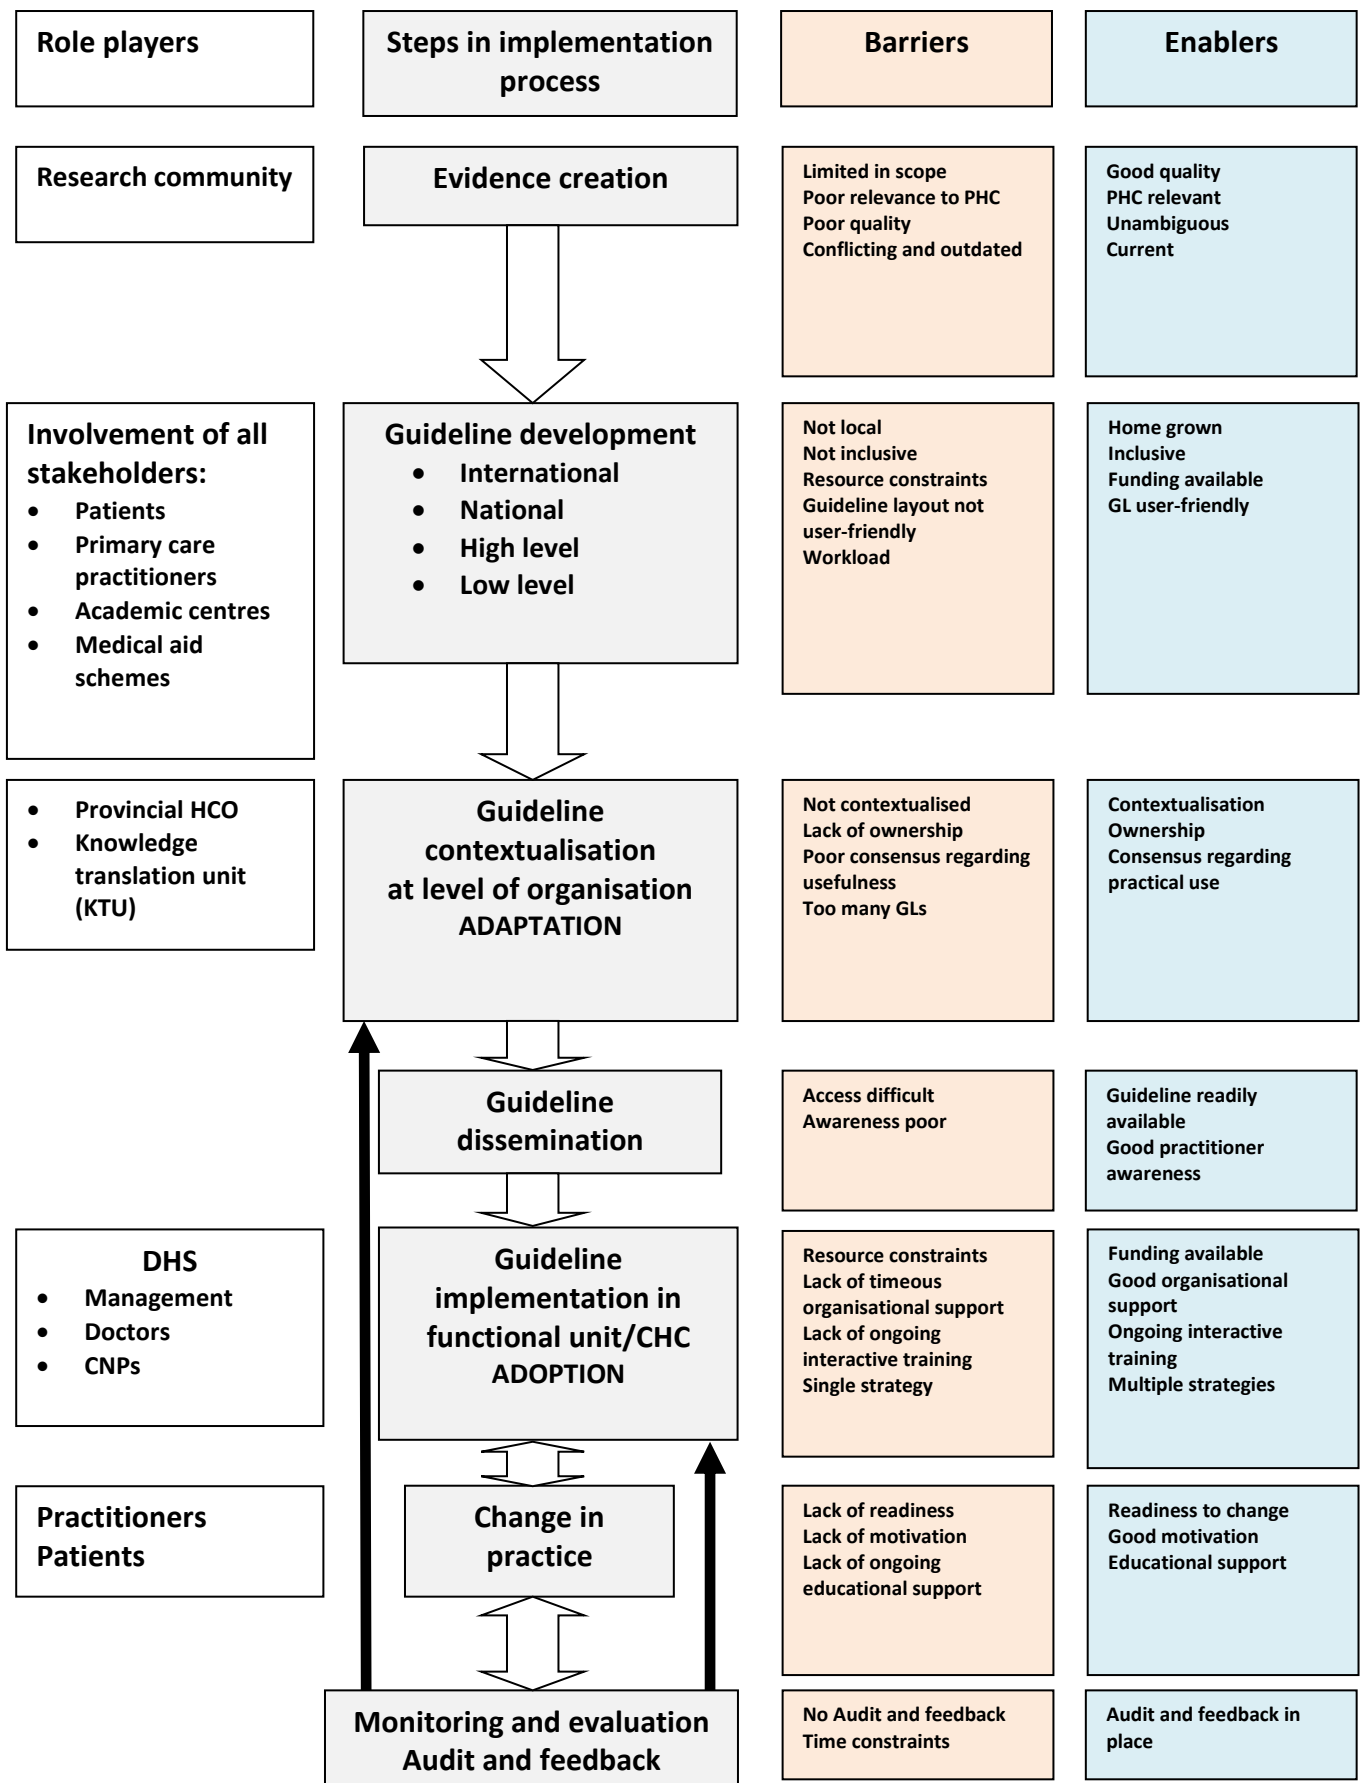 Role players
Steps in implementation
process
Barriers
Enablers
Research community
Evidence creation
Limited in scope
Poor relevance to PHC
Poor quality
Conflicting and outdated
Good quality
PHC relevant
Unambiguous
Current
Involvement of all
stakeholders:
• Patients
• Primary care
practitioners
• Academic centres
• Medical aid
schemes
Guideline development
• International
• National
• High level
• Low level
Not local
Not inclusive
Resource constraints
Guideline layout not
user-friendly
Workload
Home grown
Inclusive
Funding available
GL user-friendly
• Provincial HCO
• Knowledge
translation unit
(KTU)
Guideline
contextualisation
at level of organisation
ADAPTATION
Not contextualised
Lack of ownership
Poor consensus regarding
usefulness
Too many GLs
Contextualisation
Ownership
Consensus regarding
practical use
Guideline
dissemination
Access difficult
Awareness poor
Guideline readily
available
Good practitioner
awareness
DHS
• Management
• Doctors
• CNPs
Guideline
implementation in
functional unit/CHC
ADOPTION
Resource constraints
Lack of timeous
organisational support
Lack of ongoing
interactive training
Single strategy
Funding available
Good organisational
support
Ongoing interactive
training
Multiple strategies
Practitioners
Patients
Change in
practice
Lack of readiness
Lack of motivation
Lack of ongoing
educational support
Readiness to change
Good motivation
Educational support
Monitoring and evaluation
Audit and feedback
No Audit and feedback
Time constraints
Audit and feedback in
place